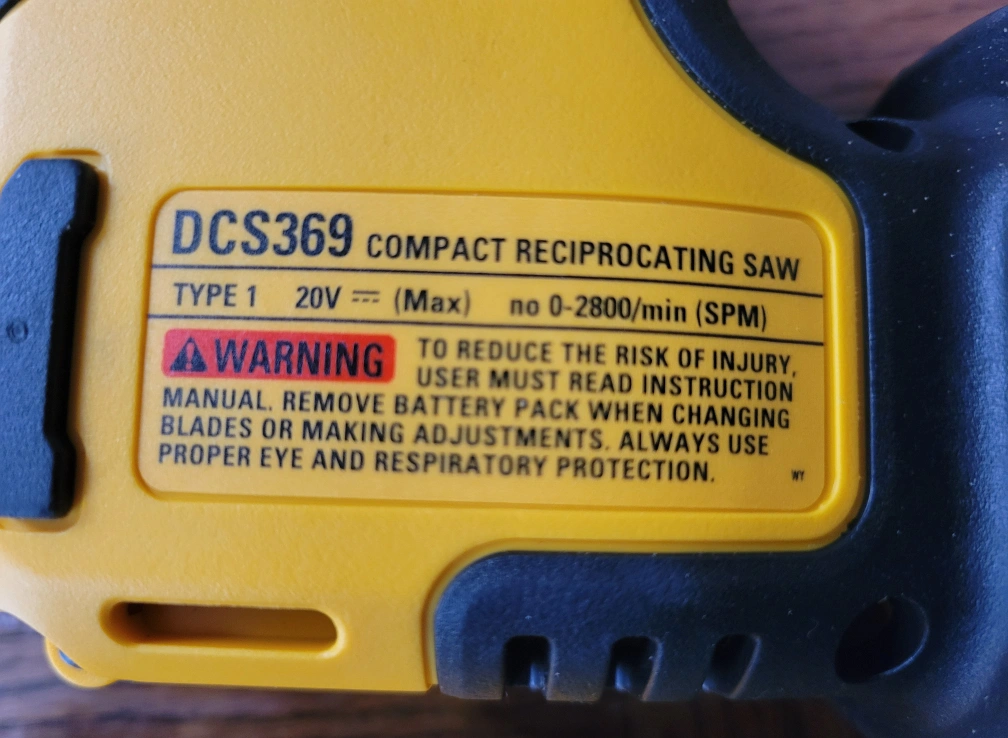 DCS369 COMPACT RECIPROCATING SAW
TYPE 1 20V ⎓ (Max) no 0-2800/min (SPM)
⚠WARNING TO REDUCE THE RISK OF INJURY,
USER MUST READ INSTRUCTION
MANUAL. REMOVE BATTERY PACK WHEN CHANGING
BLADES OR MAKING ADJUSTMENTS. ALWAYS USE
PROPER EYE AND RESPIRATORY PROTECTION.
WY